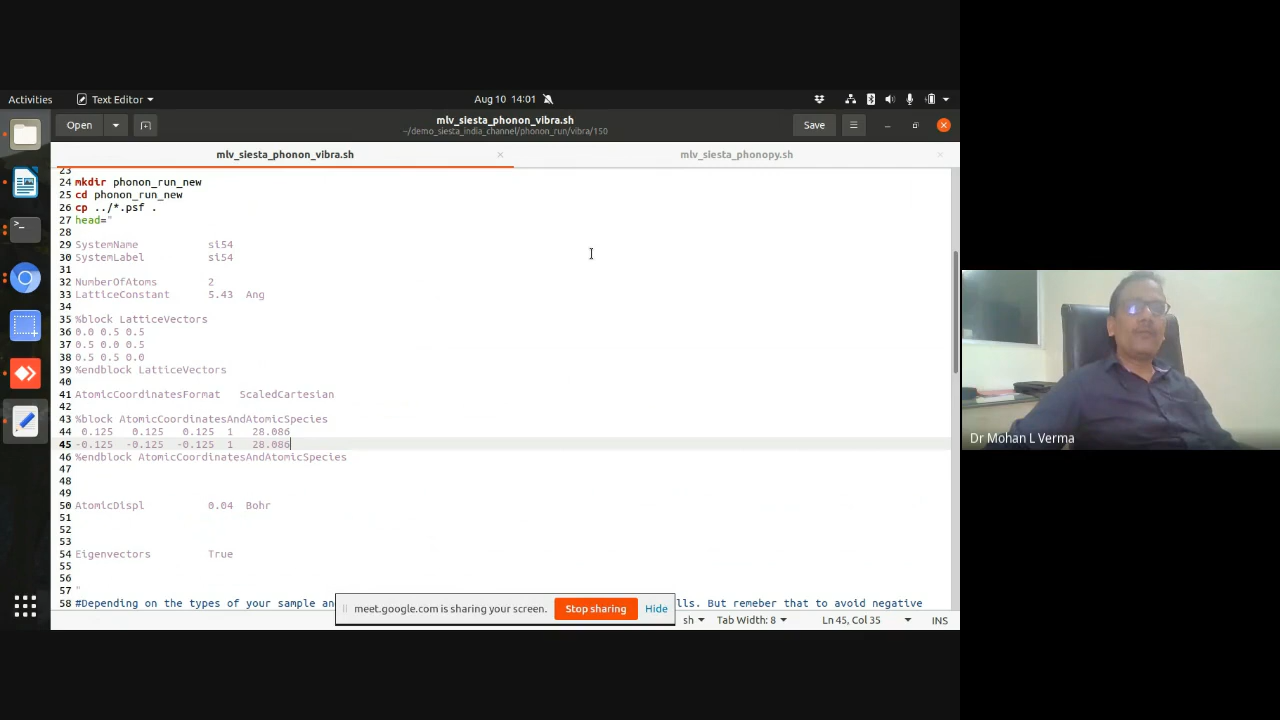 Activities
Text Editor
Aug 10 14:01
Open
mlv_siesta_phonon_vibra.sh
~/demo_siesta_india_channel/phonon_run/vibra/150
Save
mlv_siesta_phonon_vibra.sh
mlv_siesta_phonopy.sh
23
24 mkdir phonon_run_new
25 cd phonon_run_new
26 cp ../*.psf .
27 head="
28
29 SystemName si54
30 SystemLabel si54
31
32 NumberOfAtoms 2
33 LatticeConstant 5.43 Ang
34
35 %block LatticeVectors
36 0.0 0.5 0.5
37 0.5 0.0 0.5
38 0.5 0.5 0.0
39 %endblock LatticeVectors
40
41 AtomicCoordinatesFormat ScaledCartesian
42
43 %block AtomicCoordinatesAndAtomicSpecies
44 0.125 0.125 0.125 1 28.086
45 -0.125 -0.125 -0.125 1 28.086
46 %endblock AtomicCoordinatesAndAtomicSpecies
47
48
49
50 AtomicDispl 0.04 Bohr
51
52
53
54 Eigenvectors True
55
56
57 "
58 #Depending on the types of your sample an lls. But remeber that to avoid negative
meet.google.com is sharing your screen.
Stop sharing
Hide
sh
Tab Width: 8
Ln 45, Col 35
INS
Dr Mohan L Verma